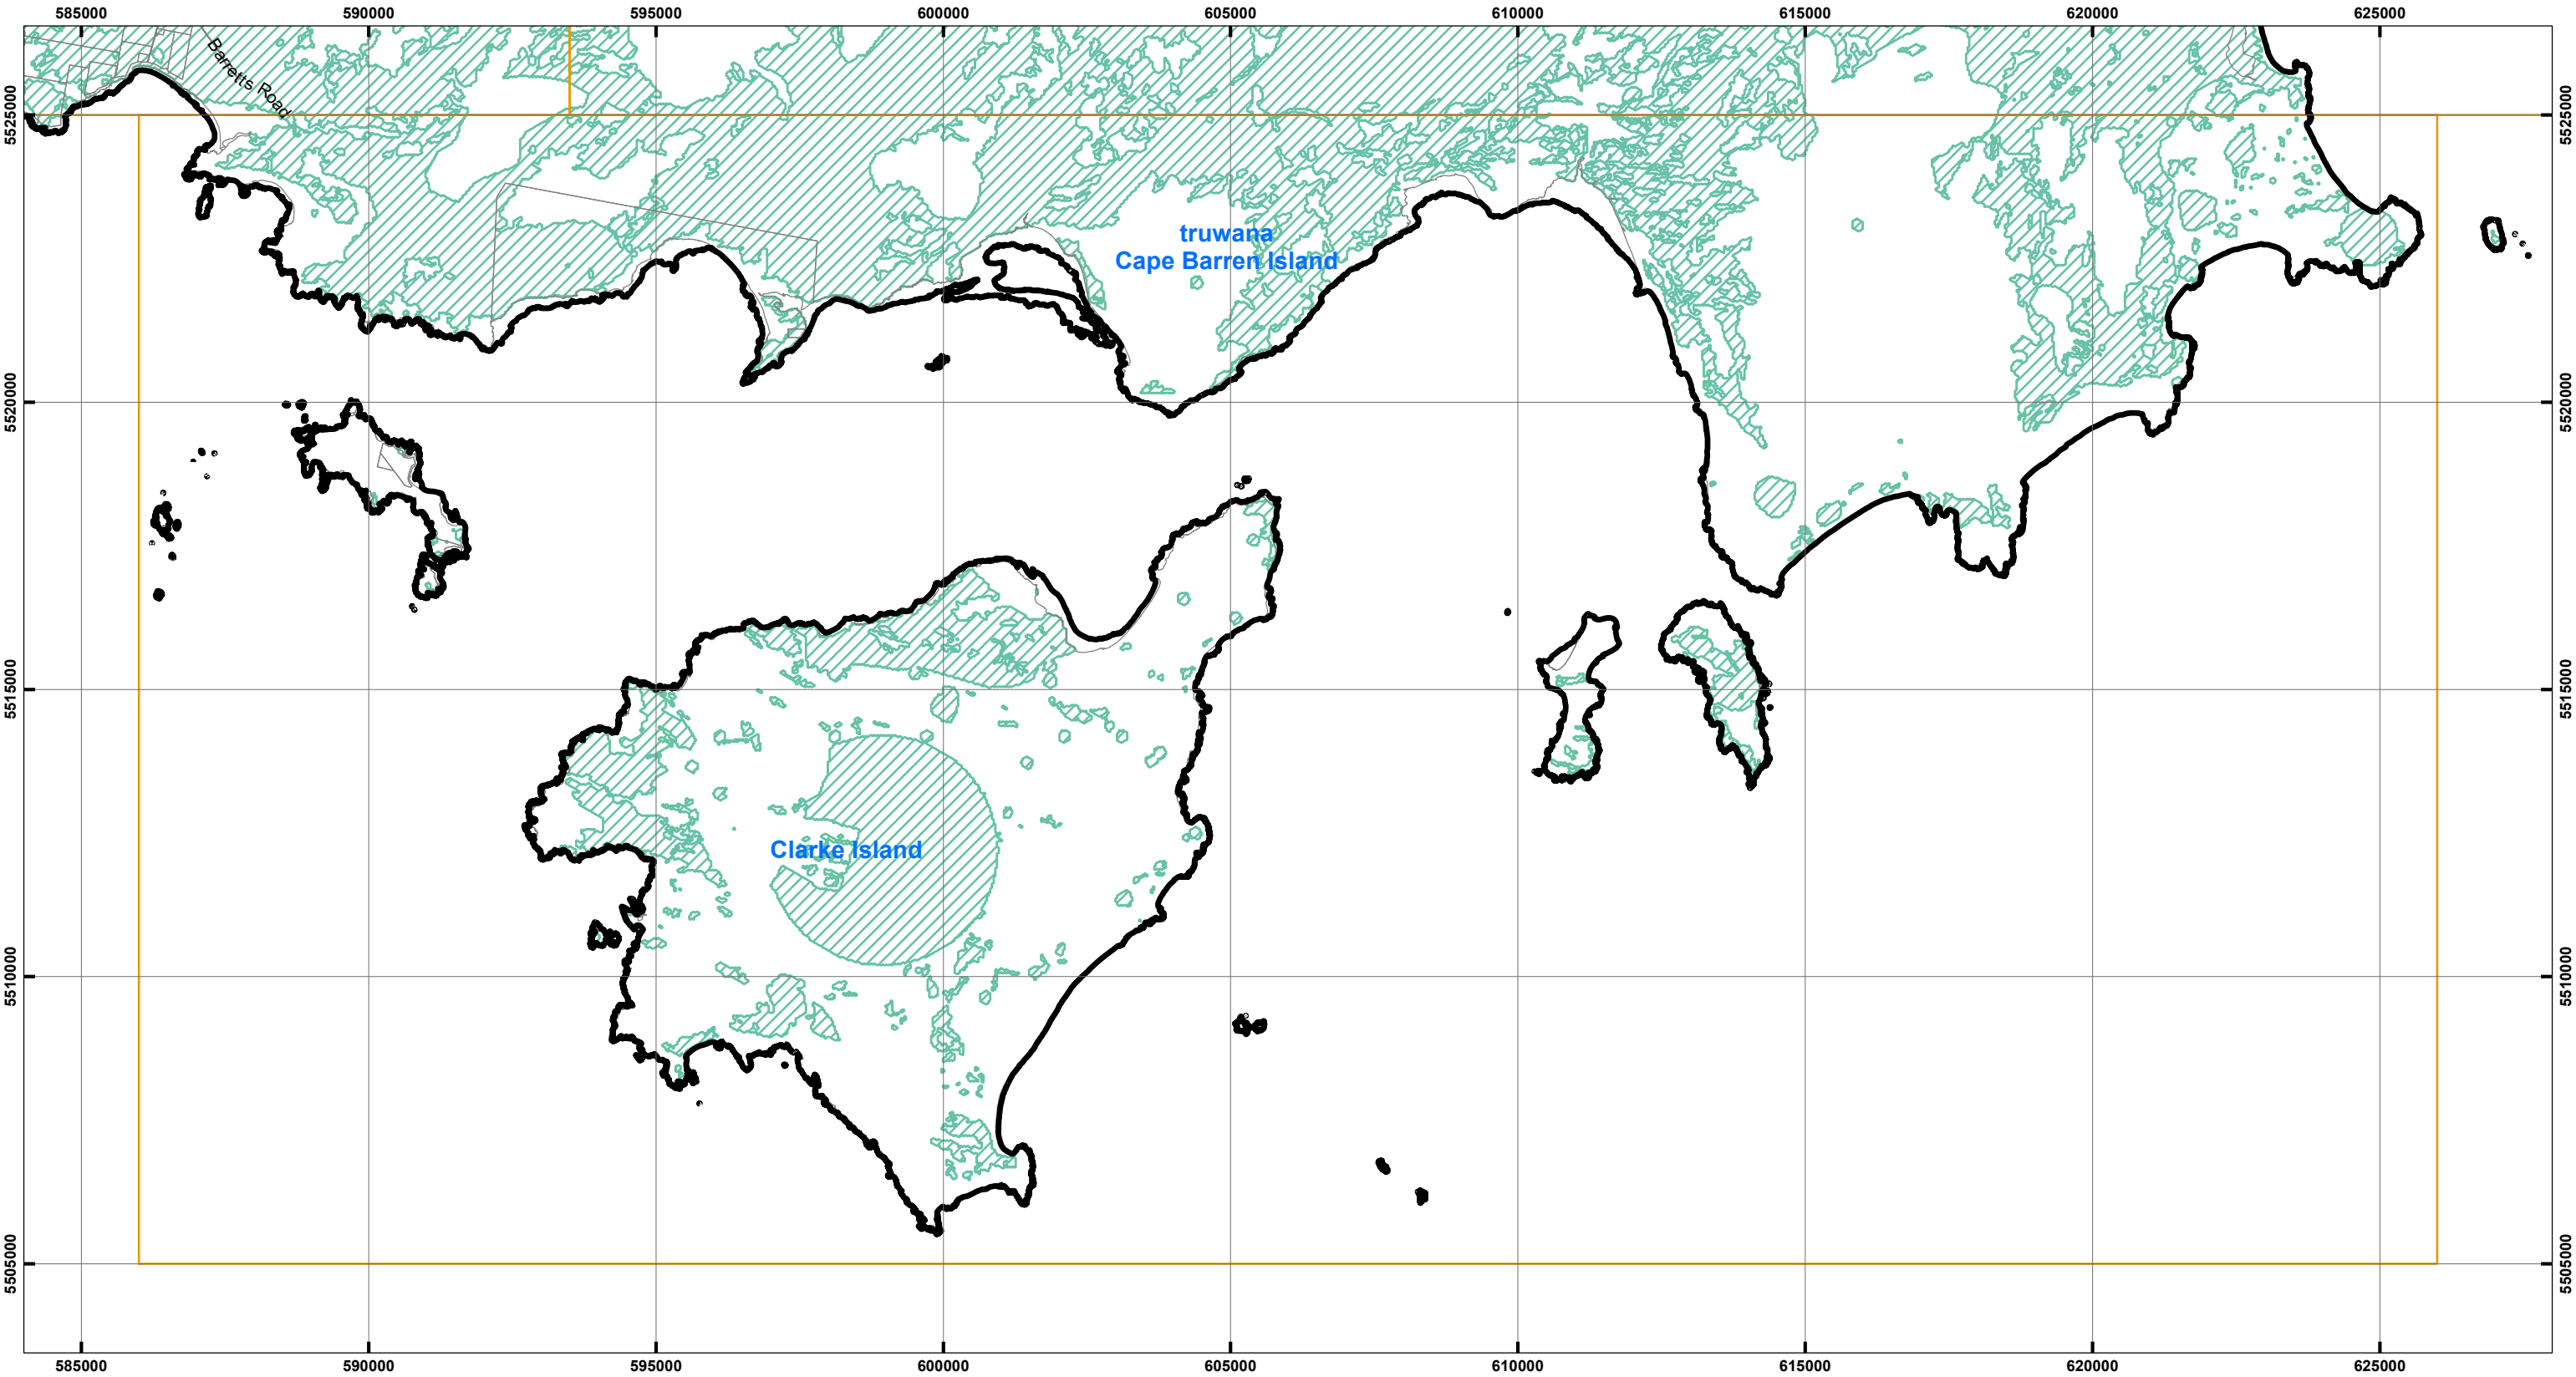 585000 590000 595000 600000 605000 610000 615000 620000 625000
Barretts Road
5525000 5525000
truwana
Cape Barren Island
5520000 5520000
5515000 5515000
Clarke Island
5510000 5510000
5505000 5505000
585000 590000 595000 600000 605000 610000 615000 620000 625000